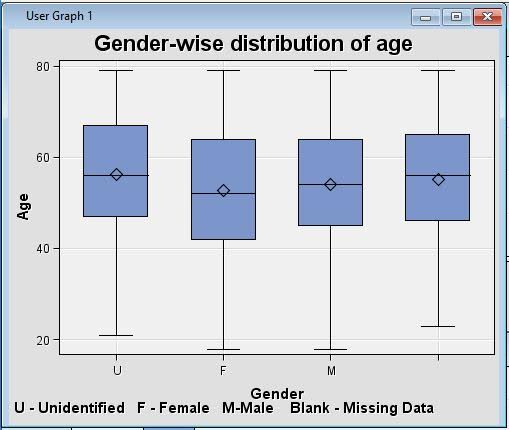 User Graph 1
Gender-wise distribution of age
80
60
40
20
Age
U F M
Gender
U - Unidentified F - Female M-Male Blank - Missing Data